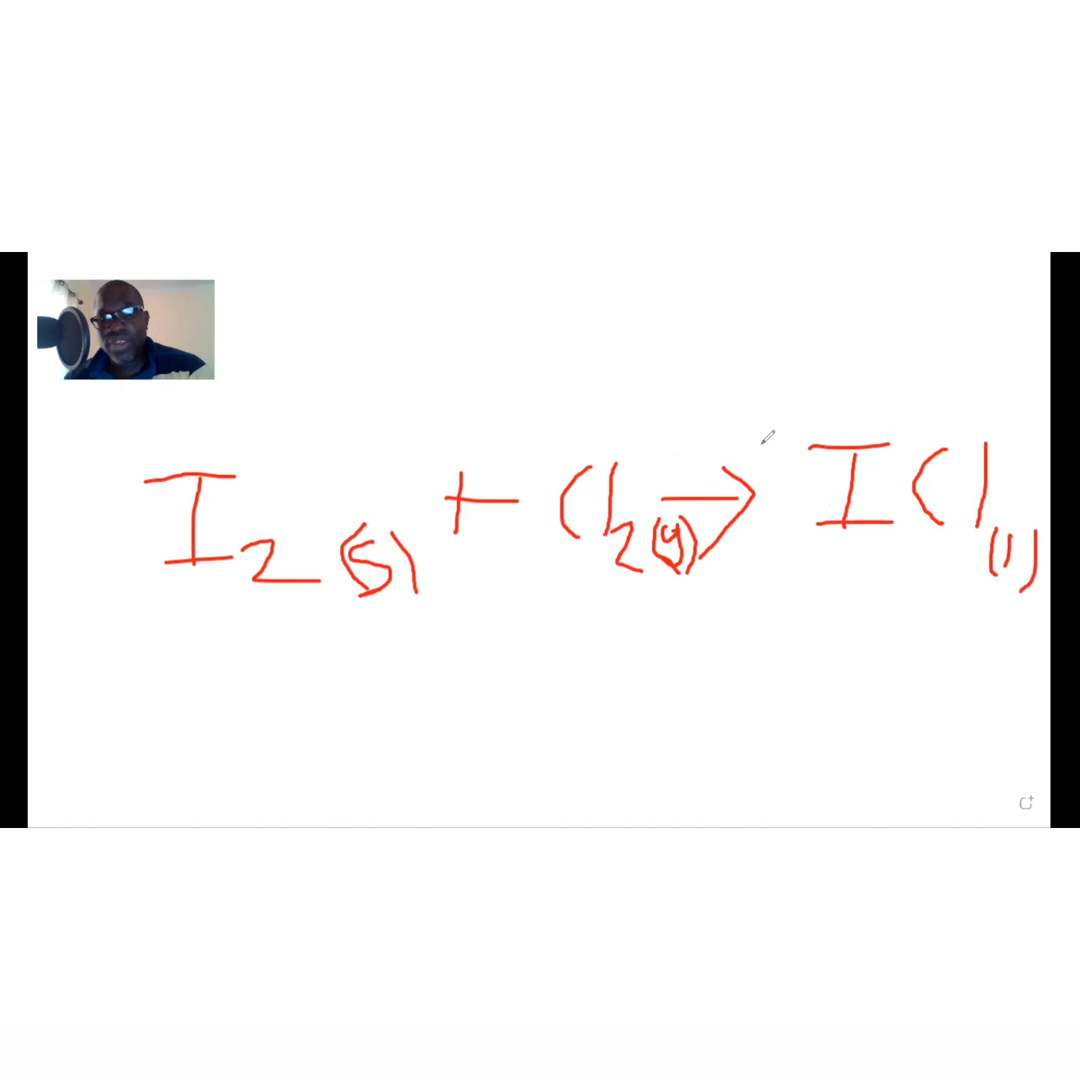 I₂(s) + Cl₂(g) → ICl(l)